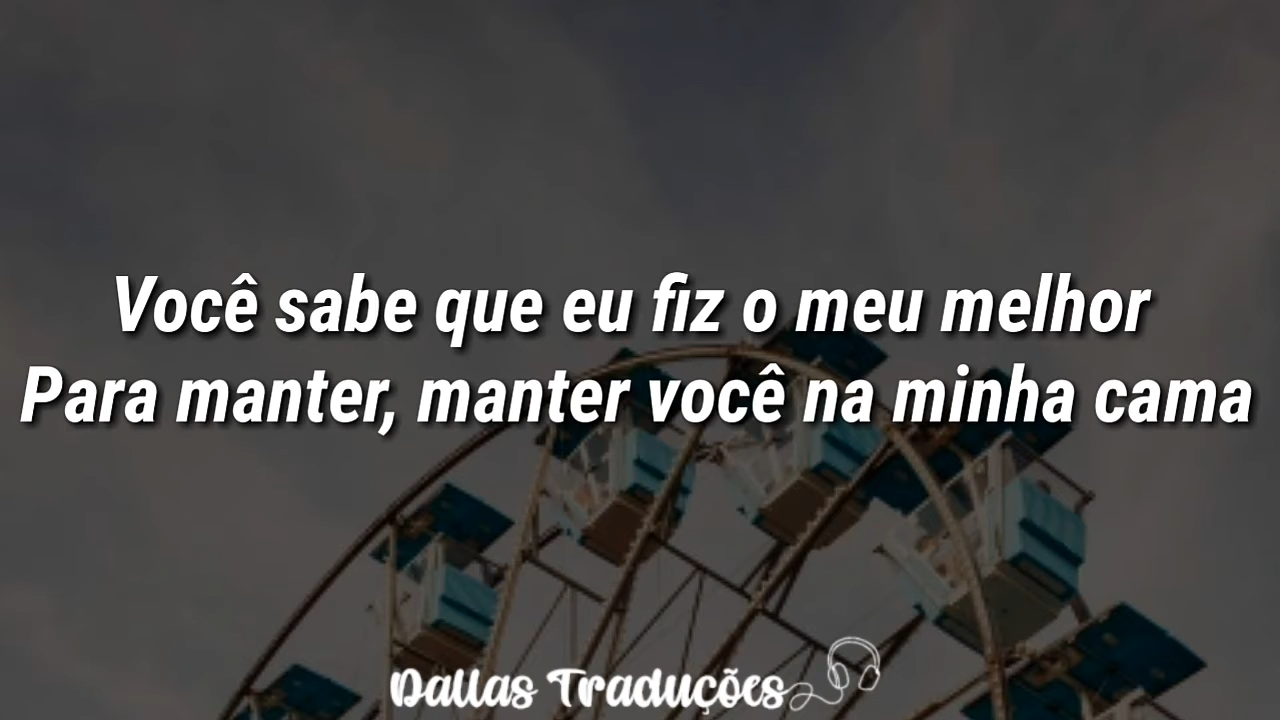 Você sabe que eu fiz o meu melhor
Para manter, manter você na minha cama
Dallas Traduções